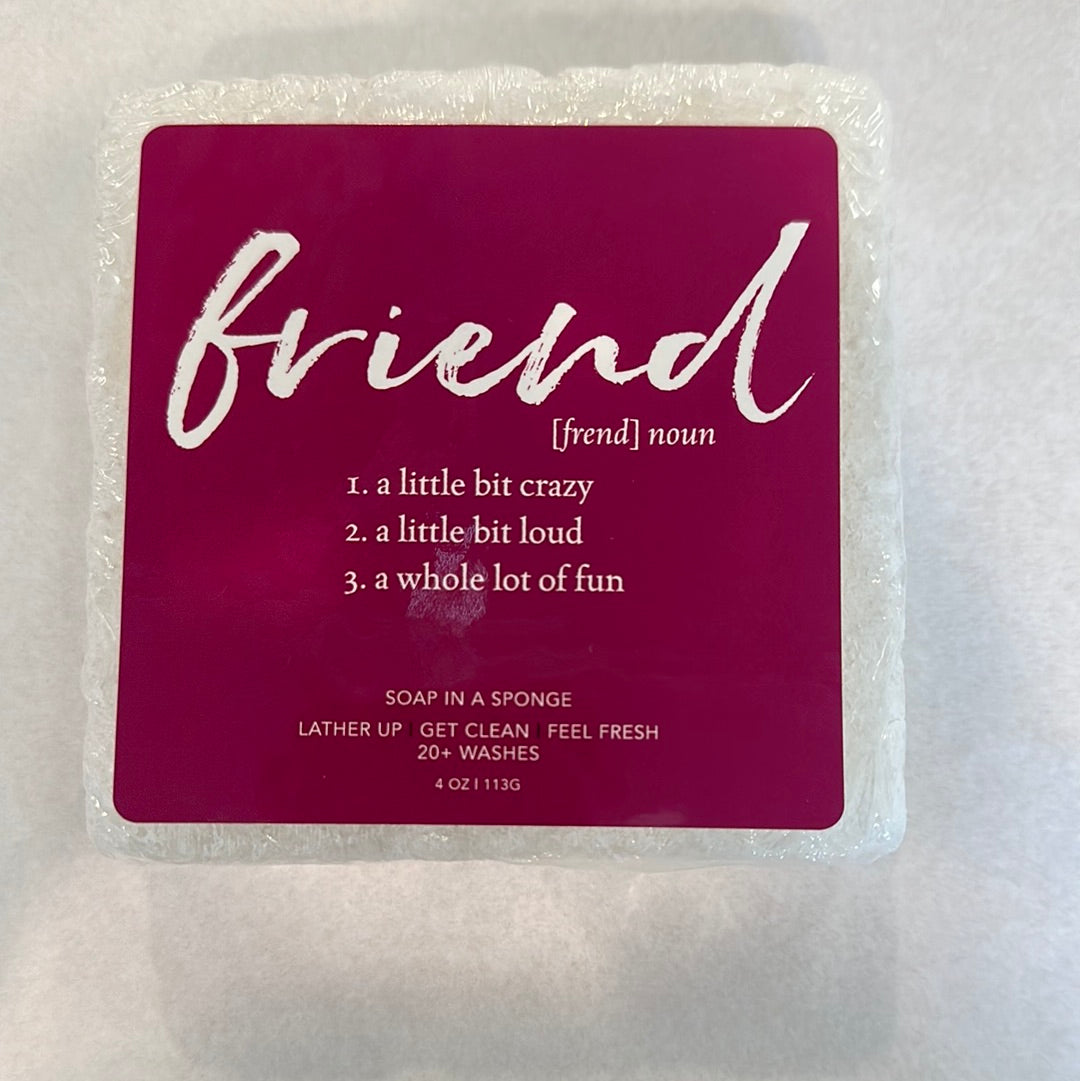 friend
[frend] noun
1. a little bit crazy
2. a little bit loud
3. a whole lot of fun
SOAP IN A SPONGE
LATHER UP | GET CLEAN | FEEL FRESH
20+ WASHES
4 OZ | 113G